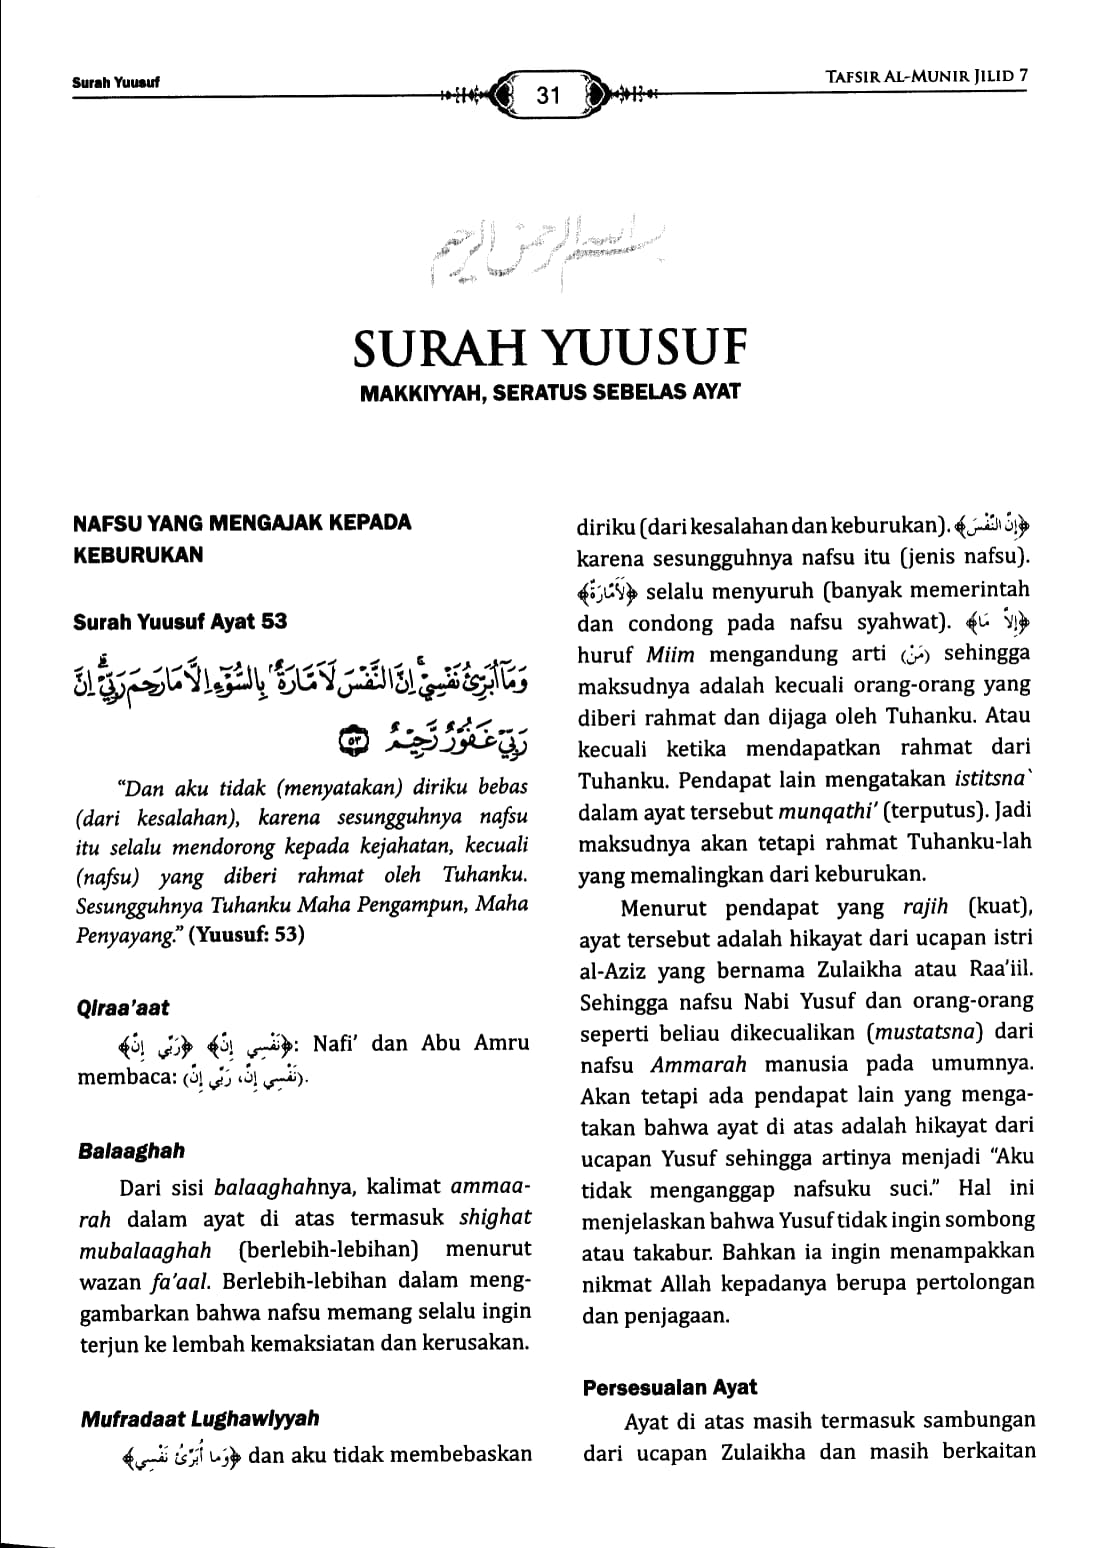 Surah Yuusuf
31
TAFSIR AL-MUNIR JILID 7
بسم الله الرحمن الرحيم
SURAH YUUSUF
MAKKIYYAH, SERATUS SEBELAS AYAT
NAFSU YANG MENGAJAK KEPADA
KEBURUKAN
Surah Yuusuf Ayat 53
وَمَآ أُبَرِّئُ نَفْسِيٓ ۚ إِنَّ النَّفْسَ لَأَمَّارَةٌۢ بِالسُّوٓءِ إِلَّا مَا رَحِمَ رَبِّيٓ ۚ إِنَّ
رَبِّي غَفُورٌ رَّحِيمٌ ٥٣
“Dan aku tidak (menyatakan) diriku bebas
(dari kesalahan), karena sesungguhnya nafsu
itu selalu mendorong kepada kejahatan, kecuali
(nafsu) yang diberi rahmat oleh Tuhanku.
Sesungguhnya Tuhanku Maha Pengampun, Maha
Penyayang.” (Yuusuf: 53)
Qiraa’aat
﴿نَفْسِي إِنَّ﴾ ﴿رَبِّي إِنَّ﴾: Nafi’ dan Abu Amru
membaca: (نَفْسِيَ إِنَّ، رَبِّيَ إِنَّ).
Balaaghah
Dari sisi balaaghahnya, kalimat ammaa-
rah dalam ayat di atas termasuk shighat
mubalaaghah (berlebih-lebihan) menurut
wazan fa’aal. Berlebih-lebihan dalam meng-
gambarkan bahwa nafsu memang selalu ingin
terjun ke lembah kemaksiatan dan kerusakan.
Mufradaat Lughawiyyah
﴿وَمَا أُبَرِّئُ نَفْسِي﴾ dan aku tidak membebaskan
diriku (dari kesalahan dan keburukan). ﴿إِنَّ النَّفْسَ﴾
karena sesungguhnya nafsu itu (jenis nafsu).
﴿لَأَمَّارَةٌ﴾ selalu menyuruh (banyak memerintah
dan condong pada nafsu syahwat). ﴿إِلَّا مَا﴾
huruf Miim mengandung arti (مَنْ) sehingga
maksudnya adalah kecuali orang-orang yang
diberi rahmat dan dijaga oleh Tuhanku. Atau
kecuali ketika mendapatkan rahmat dari
Tuhanku. Pendapat lain mengatakan istitsna`
dalam ayat tersebut munqathi’ (terputus). Jadi
maksudnya akan tetapi rahmat Tuhanku-lah
yang memalingkan dari keburukan.
Menurut pendapat yang rajih (kuat),
ayat tersebut adalah hikayat dari ucapan istri
al-Aziz yang bernama Zulaikha atau Raa’iil.
Sehingga nafsu Nabi Yusuf dan orang-orang
seperti beliau dikecualikan (mustatsna) dari
nafsu Ammarah manusia pada umumnya.
Akan tetapi ada pendapat lain yang menga-
takan bahwa ayat di atas adalah hikayat dari
ucapan Yusuf sehingga artinya menjadi “Aku
tidak menganggap nafsuku suci.” Hal ini
menjelaskan bahwa Yusuf tidak ingin sombong
atau takabur. Bahkan ia ingin menampakkan
nikmat Allah kepadanya berupa pertolongan
dan penjagaan.
Persesuaian Ayat
Ayat di atas masih termasuk sambungan
dari ucapan Zulaikha dan masih berkaitan